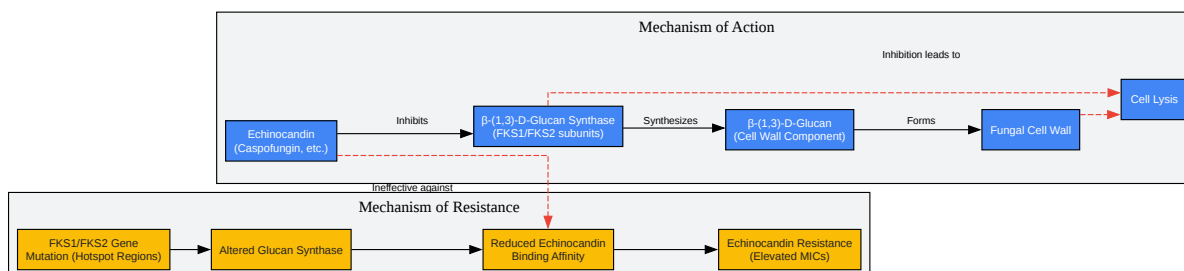 Mechanism of Action
Inhibition leads to
Cell Lysis
Echinocandin
(Caspofungin, etc.)
Inhibits
β-(1,3)-D-Glucan Synthase
(FKS1/FKS2 subunits)
Synthesizes
β-(1,3)-D-Glucan
(Cell Wall Component)
Forms
Fungal Cell Wall
Ineffective against
Mechanism of Resistance
FKS1/FKS2 Gene
Mutation (Hotspot Regions)
Altered Glucan Synthase
Reduced Echinocandin
Binding Affinity
Echinocandin Resistance
(Elevated MICs)